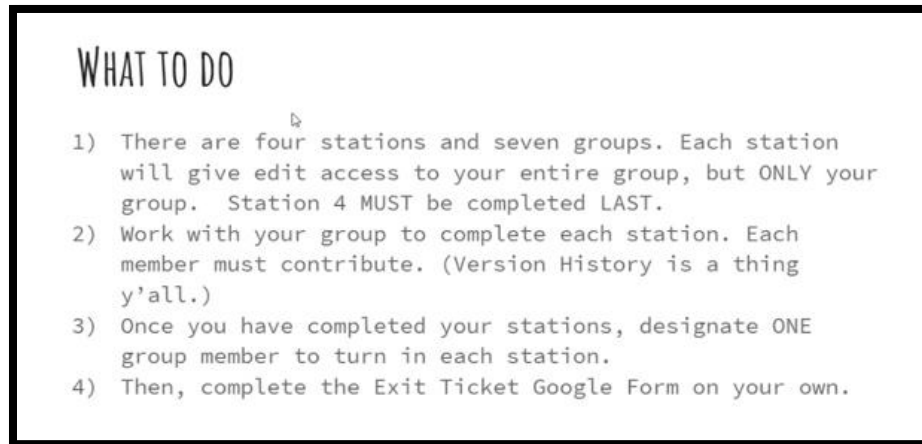 WHAT TO DO
1) There are four stations and seven groups. Each station
will give edit access to your entire group, but ONLY your
group.  Station 4 MUST be completed LAST.
2) Work with your group to complete each station. Each
member must contribute. (Version History is a thing
y'all.)
3) Once you have completed your stations, designate ONE
group member to turn in each station.
4) Then, complete the Exit Ticket Google Form on your own.